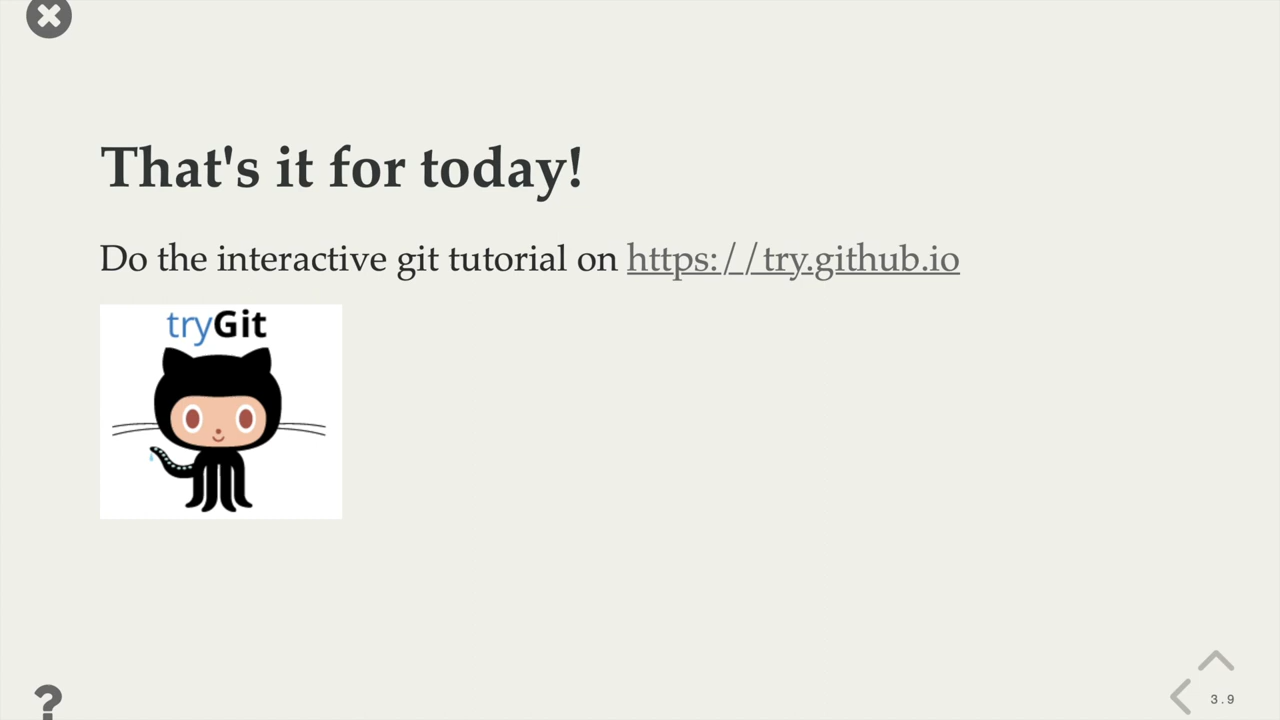 That's it for today!
Do the interactive git tutorial on https://try.github.io
tryGit
?
3.9